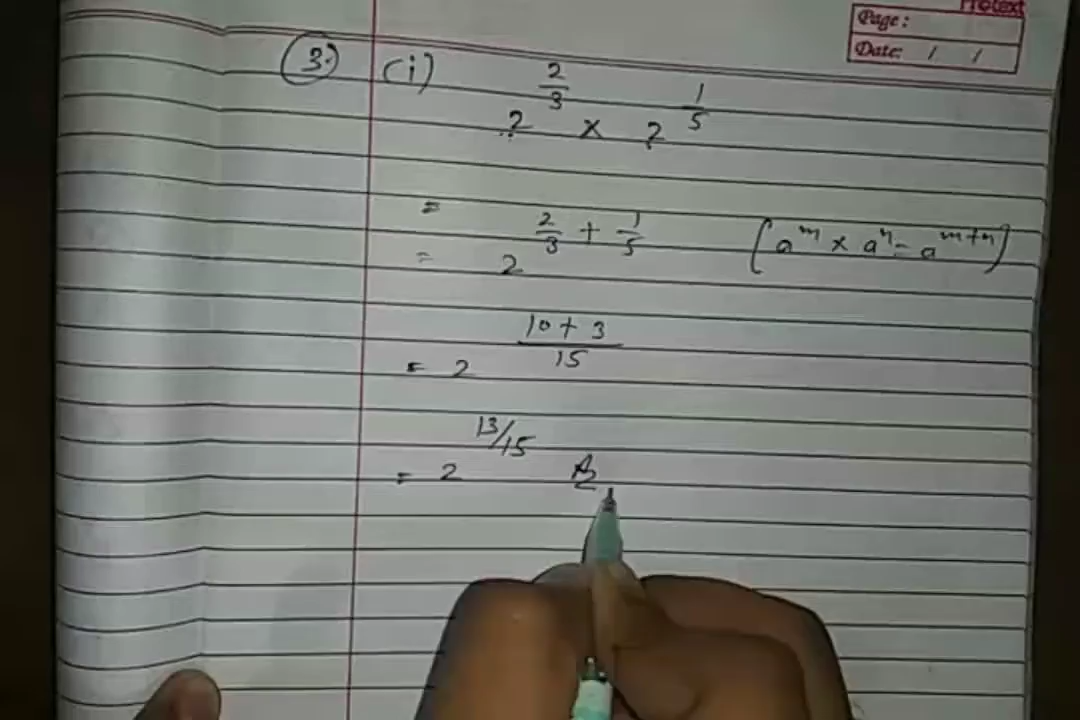 Protext
Page :
Date: / /
3. (i) 2^{2/3} × 2^{1/5}
=
= 2^{2/3 + 1/5} [a^m × a^n = a^{m+n}]
= 2^{(10 + 3)/15}
= 2^{13/15}